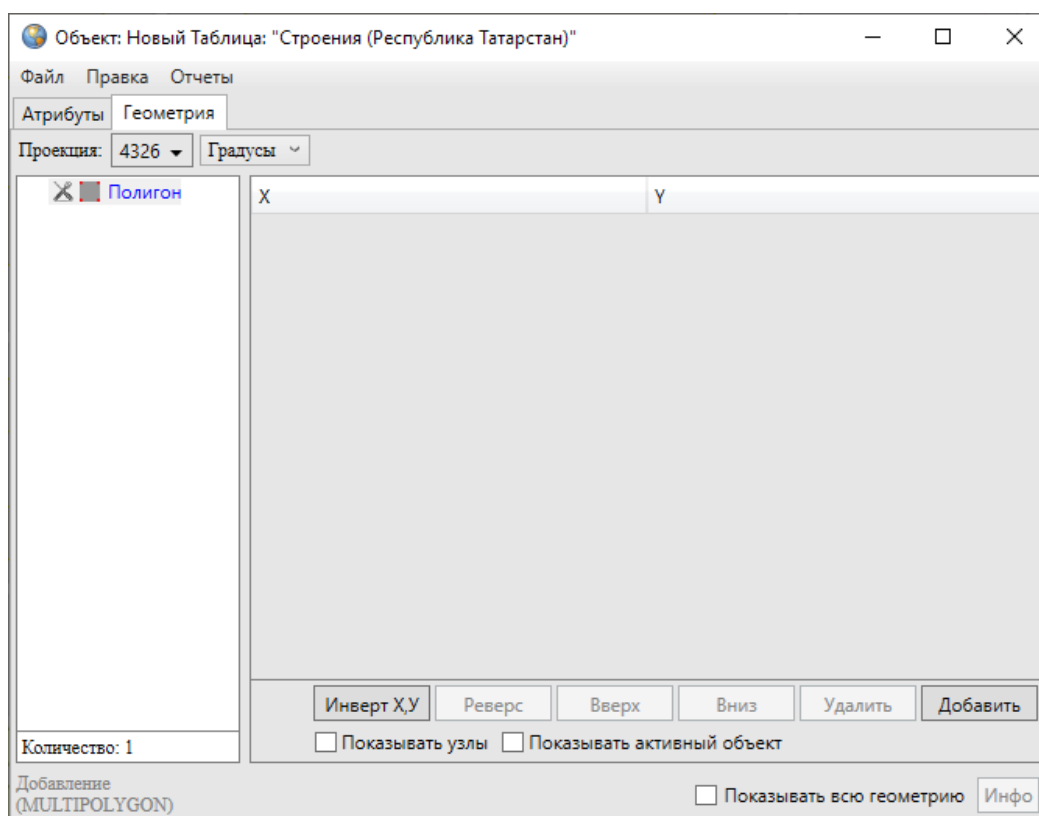 Объект: Новый Таблица: "Строения (Республика Татарстан)"
Файл Правка Отчеты
Атрибуты Геометрия
Проекция: 4326 Градусы
Полигон
X Y
Инверт X,У Реверс Вверх Вниз Удалить Добавить
Показывать узлы Показывать активный объект
Количество: 1
Добавление
(MULTIPOLYGON)
Показывать всю геометрию Инфо